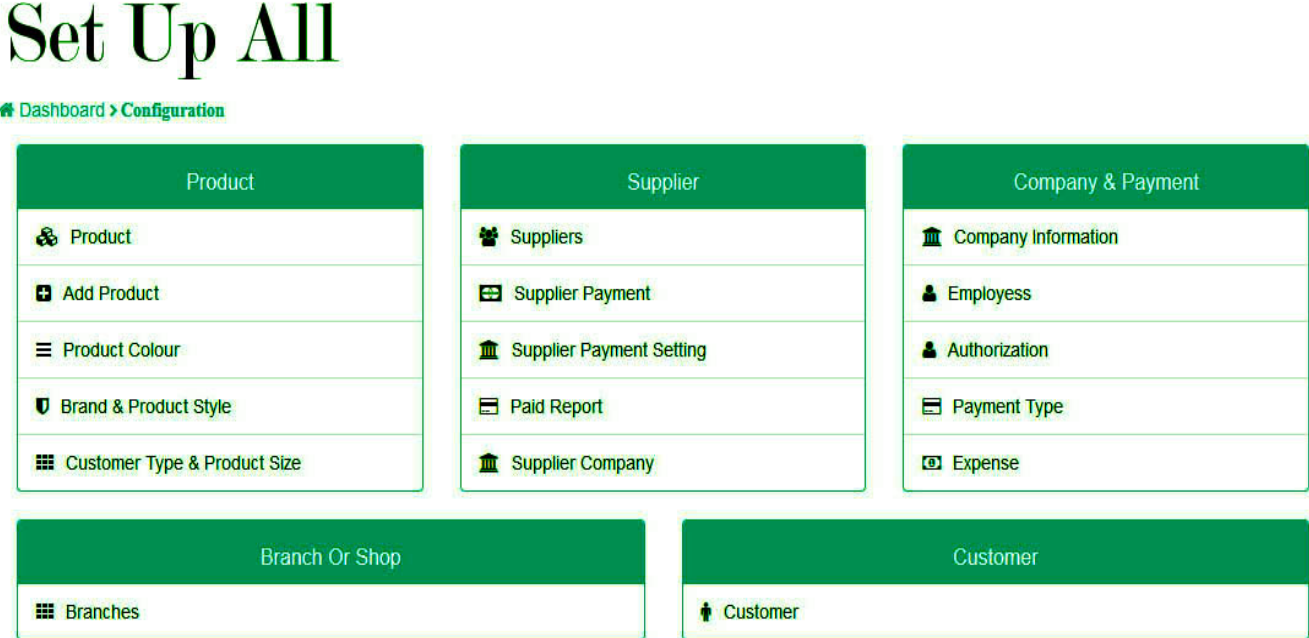 Set Up All
Dashboard > Configuration
Product
Product
Add Product
Product Colour
Brand & Product Style
Customer Type & Product Size
Supplier
Suppliers
Supplier Payment
Supplier Payment Setting
Paid Report
Supplier Company
Company & Payment
Company Information
Employess
Authorization
Payment Type
Expense
Branch Or Shop
Branches
Customer
Customer